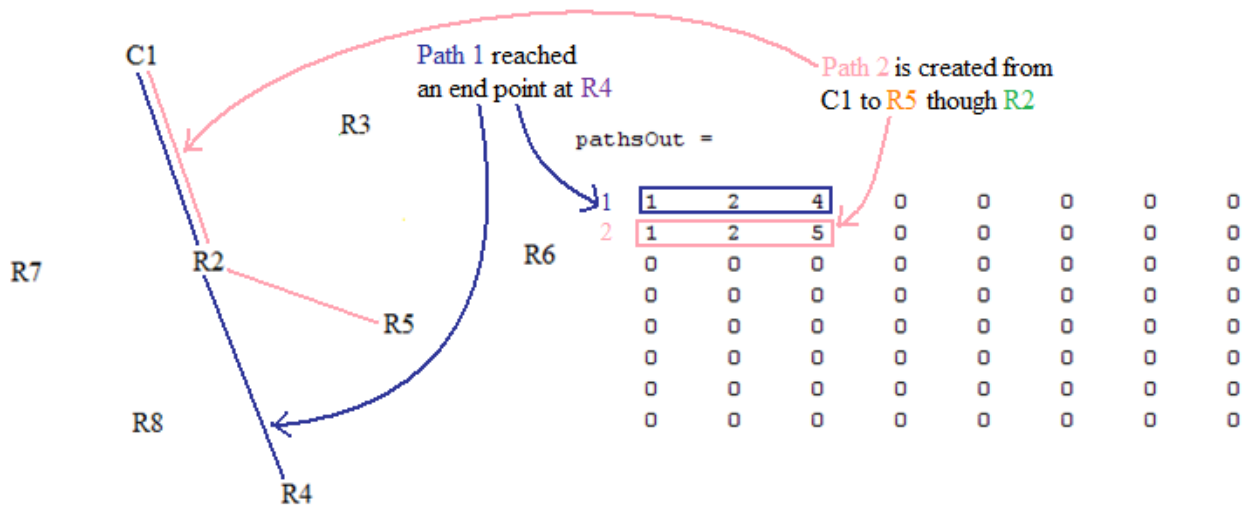 C1
Path 1 reached
an end point at R4
Path 2 is created from
C1 to R5 though R2
R3
pathsOut =
1 1 2 4 0 0 0 0 0
2 1 2 5 0 0 0 0 0
0 0 0 0 0 0 0 0
0 0 0 0 0 0 0 0
0 0 0 0 0 0 0 0
0 0 0 0 0 0 0 0
0 0 0 0 0 0 0 0
0 0 0 0 0 0 0 0
R6
R7
R2
R5
R8
R4